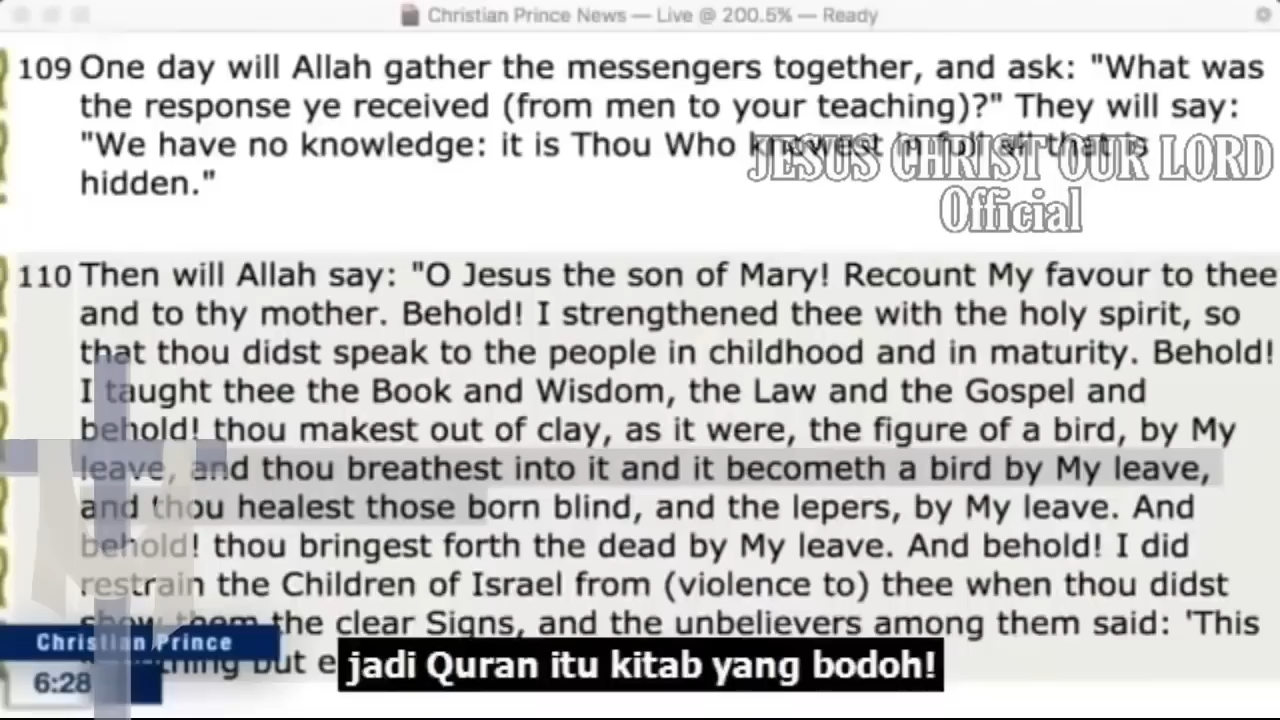 Christian Prince News — Live @ 200.5% — Ready
109 One day will Allah gather the messengers together, and ask: "What was
the response ye received (from men to your teaching)?" They will say:
"We have no knowledge: it is Thou Who knowest in full all that is
JESUS CHRIST OUR LORD
hidden."
Official
110 Then will Allah say: "O Jesus the son of Mary! Recount My favour to thee
and to thy mother. Behold! I strengthened thee with the holy spirit, so
that thou didst speak to the people in childhood and in maturity. Behold!
I taught thee the Book and Wisdom, the Law and the Gospel and
behold! thou makest out of clay, as it were, the figure of a bird, by My
leave, and thou breathest into it and it becometh a bird by My leave,
and thou healest those born blind, and the lepers, by My leave. And
behold! thou bringest forth the dead by My leave. And behold! I did
restrain the Children of Israel from (violence to) thee when thou didst
show them the clear Signs, and the unbelievers among them said: 'This
but
Christian Prince
jadi Quran itu kitab yang bodoh!
6:28